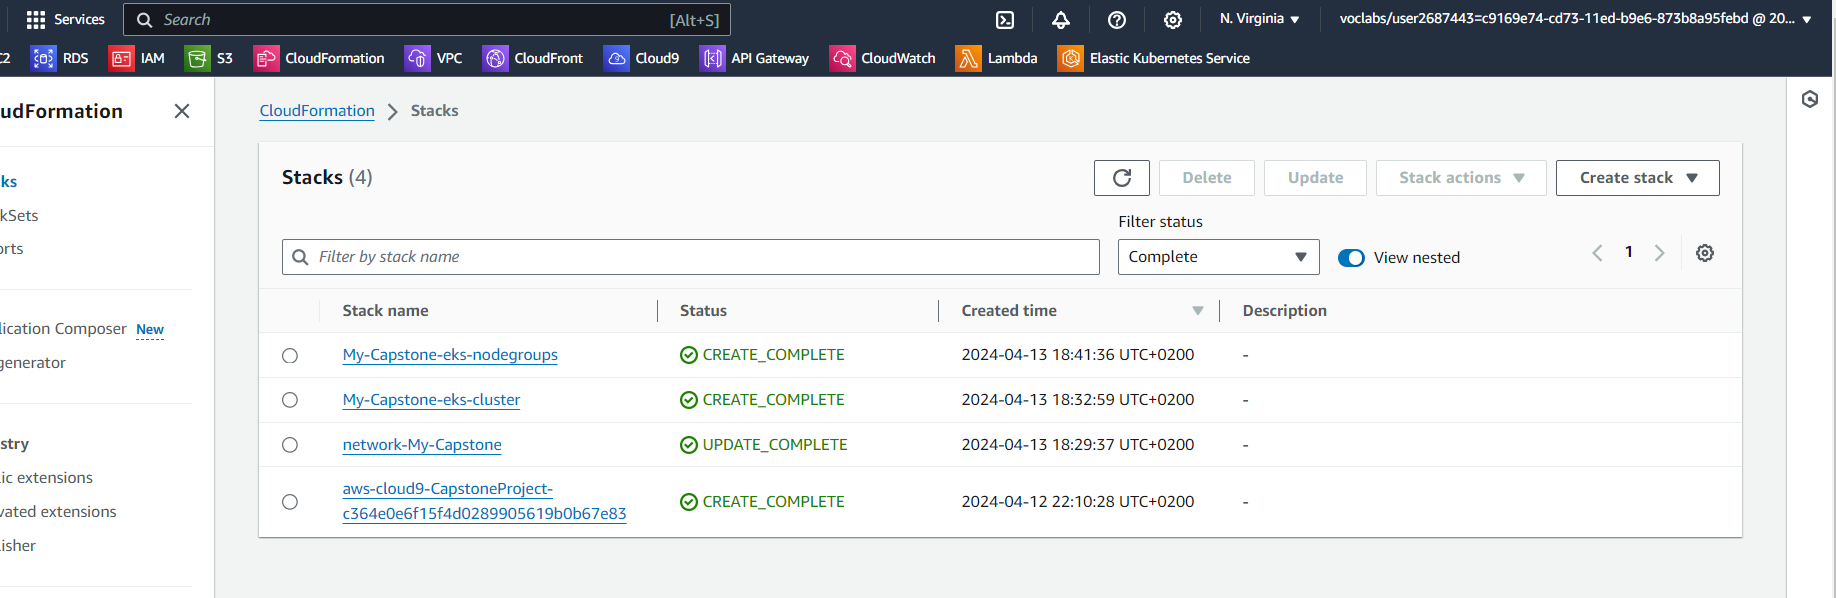 Services
Search
[Alt+S]
N. Virginia
voclabs/user2687443=c9169e74-cd73-11ed-b9e6-873b8a95febd @ 20...
C2
RDS
IAM
S3
CloudFormation
VPC
CloudFront
Cloud9
API Gateway
CloudWatch
Lambda
Elastic Kubernetes Service
udFormation
ks
kSets
orts
lication Composer New
generator
stry
ic extensions
vated extensions
lisher
CloudFormation
Stacks
Stacks (4)
Delete
Update
Stack actions
Create stack
Filter status
Filter by stack name
Complete
View nested
1
Stack name
Status
Created time
Description
My-Capstone-eks-nodegroups
CREATE_COMPLETE
2024-04-13 18:41:36 UTC+0200
-
My-Capstone-eks-cluster
CREATE_COMPLETE
2024-04-13 18:32:59 UTC+0200
-
network-My-Capstone
UPDATE_COMPLETE
2024-04-13 18:29:37 UTC+0200
-
aws-cloud9-CapstoneProject-
c364e0e6f15f4d0289905619b0b67e83
CREATE_COMPLETE
2024-04-12 22:10:28 UTC+0200
-